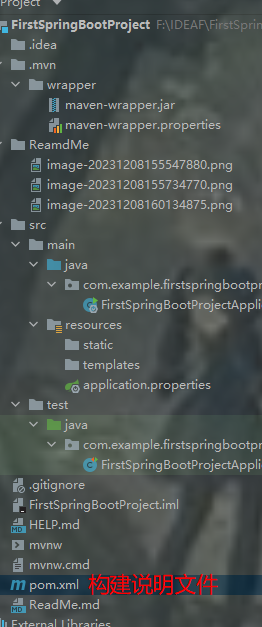 Project
FirstSpringBootProject F:\IDEAF\FirstSprin
.idea
.mvn
wrapper
maven-wrapper.jar
maven-wrapper.properties
ReamdMe
image-20231208155547880.png
image-20231208155734770.png
image-20231208160134875.png
src
main
java
com.example.firstspringbootpr
FirstSpringBootProjectApplic
resources
static
templates
application.properties
test
java
com.example.firstspringbootpr
FirstSpringBootProjectApplic
.gitignore
FirstSpringBootProject.iml
HELP.md
mvnw
mvnw.cmd
pom.xml 构建说明文件
ReadMe.md
External Libraries